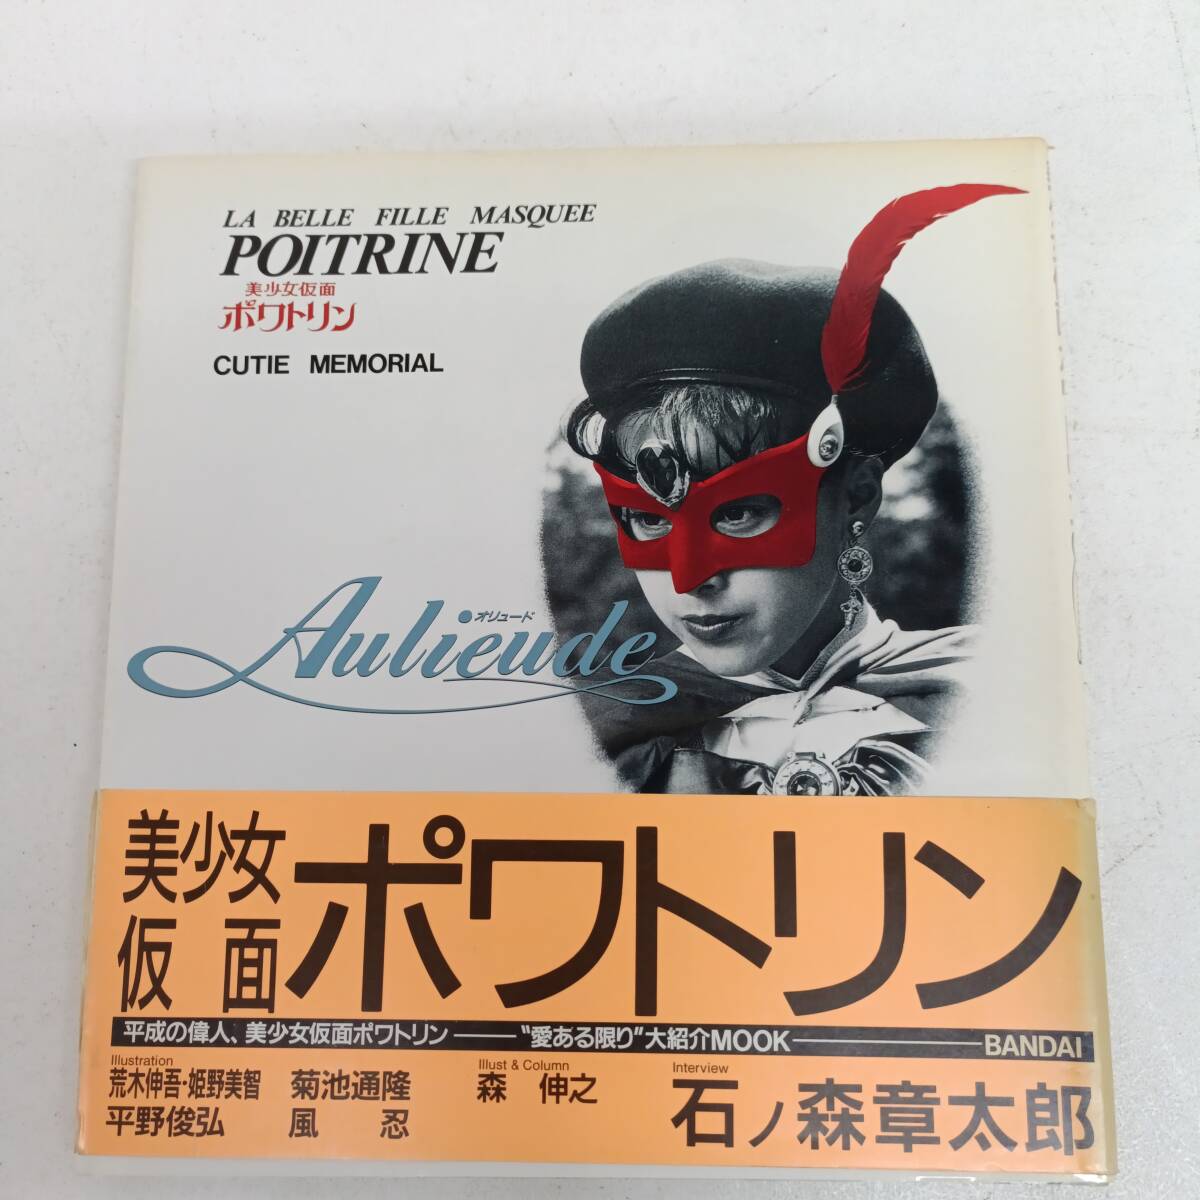 LA BELLE FILLE MASQUEE
POITRINE
美少女仮面
ポワトリン
CUTIE MEMORIAL
オリュード
Aulieude
美少女
仮面
ポワトリン
平成の偉人、美少女仮面ポワトリン——“愛ある限り”大紹介MOOK——BANDAI
Illustration
荒木伸吾・姫野美智 菊池通隆
平野俊弘 風忍
Illust & Column
森 伸之
Interview
石ノ森章太郎